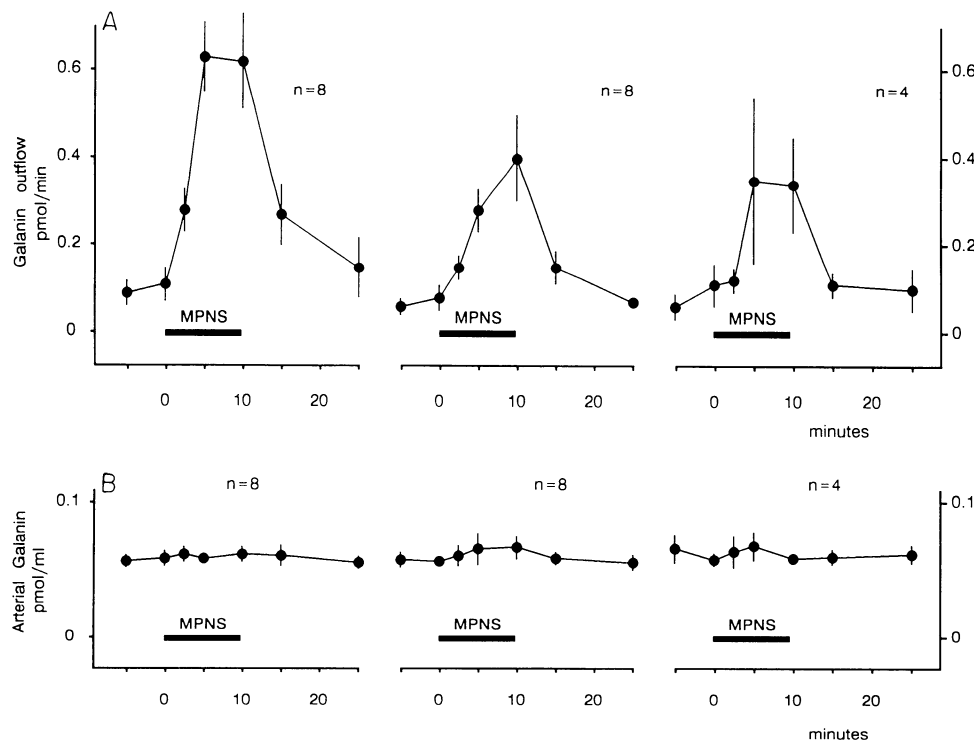 A
0.6
0.4
0.2
0
Galanin outflow
pmol/min
n=8
n=8
n=4
0.6
0.4
0.2
0
MPNS
MPNS
MPNS
0 10 20
0 10 20
0 10 20
minutes
B
n=8
n=8
n=4
0.1
0
Arterial Galanin
pmol/ml
0.1
0
MPNS
MPNS
MPNS
0 10 20
0 10 20
0 10 20
minutes